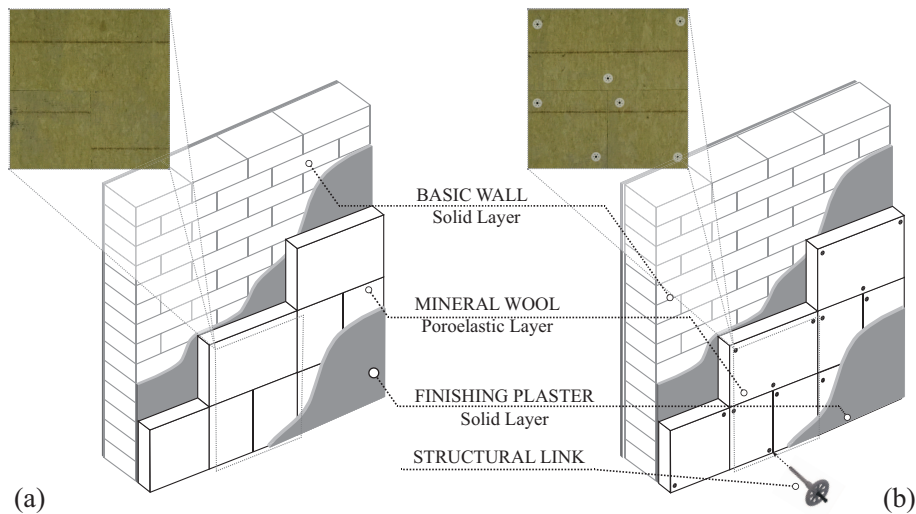 BASIC WALL
Solid Layer
MINERAL WOOL
Poroelastic Layer
FINISHING PLASTER
Solid Layer
STRUCTURAL LINK
(a)
(b)